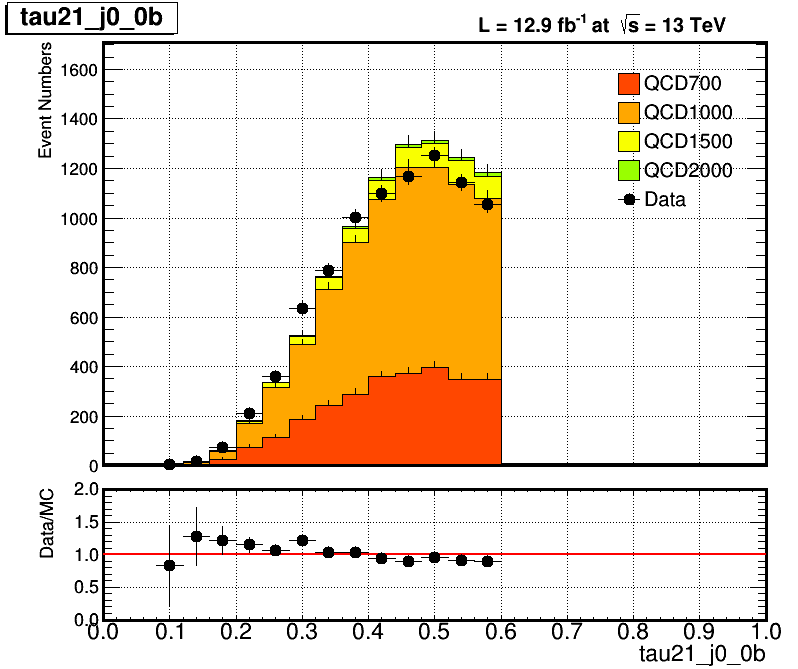 tau21_j0_0b
L = 12.9 fb-1 at √s = 13 TeV
Event Numbers
1600
1400
1200
1000
800
600
400
200
0
QCD700
QCD1000
QCD1500
QCD2000
Data
Data/MC
2.0
1.5
1.0
0.5
0.0
0.0 0.1 0.2 0.3 0.4 0.5 0.6 0.7 0.8 0.9 1.0
tau21_j0_0b